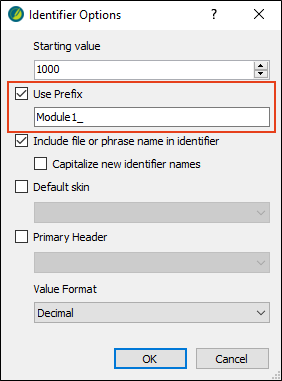 Identifier Options
Starting value
1000
Use Prefix
Module1_
Include file or phrase name in identifier
Capitalize new identifier names
Default skin
Primary Header
Value Format
Decimal
OK Cancel